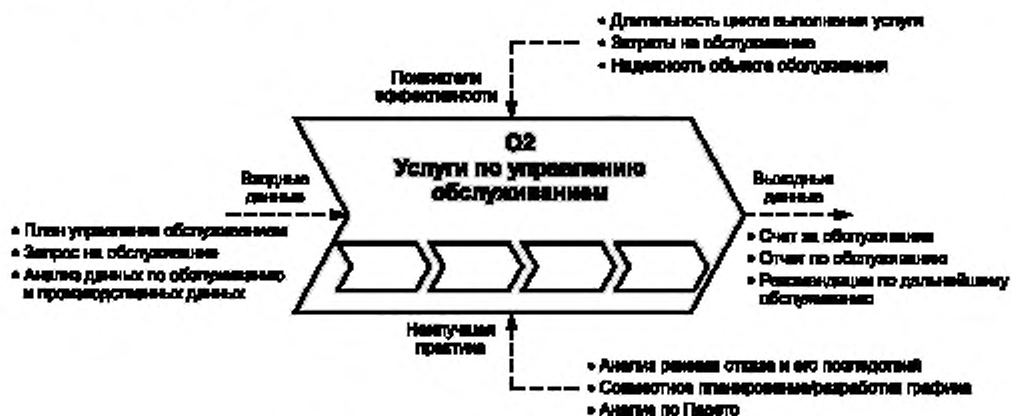 • Длительность цикла выполнения услуги
• Затраты на обслуживание
• Надежность объекта обслуживания
Показатели
эффективности
О2
Услуги по управлению
обслуживанием
Входные
данные
• План управления обслуживанием
• Запрос на обслуживание
• Анализ данных по обслуживанию
и производственных данных
Выходные
данные
• Счет за обслуживание
• Отчет по обслуживанию
• Рекомендации по дальнейшему
обслуживанию
Наилучшая
практика
• Анализ режима отказа и его последствий
• Совместное планирование/разработка графика
• Анализ по Парето